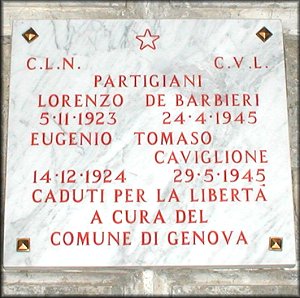 C.L.N. C.V.L.
PARTIGIANI
LORENZO DE BARBIERI
5·11·1923 24·4·1945
EUGENIO TOMASO
CAVIGLIONE
14·12·1924 29·5·1945
CADUTI PER LA LIBERTÀ
A CURA DEL
COMUNE DI GENOVA